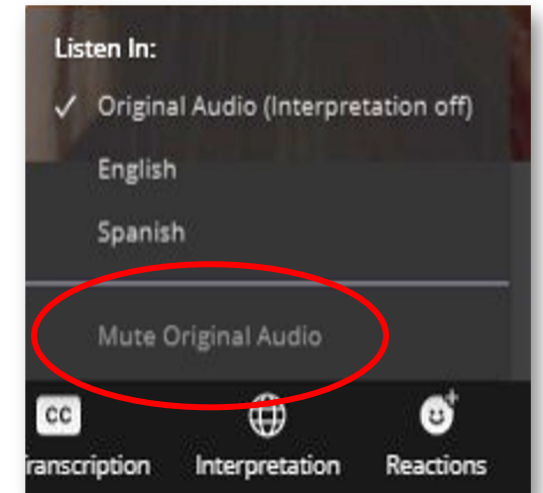 Listen In:
✓ Original Audio (Interpretation off)
English
Spanish
Mute Original Audio
CC
ranscription Interpretation Reactions